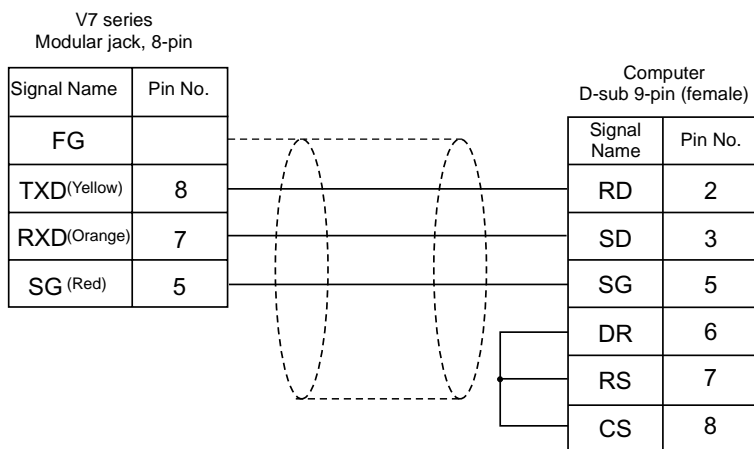 V7 series
Modular jack, 8-pin
Signal Name Pin No.
FG
TXD(Yellow) 8
RXD(Orange) 7
SG (Red) 5
Computer
D-sub 9-pin (female)
Signal
Name Pin No.
RD 2
SD 3
SG 5
DR 6
RS 7
CS 8